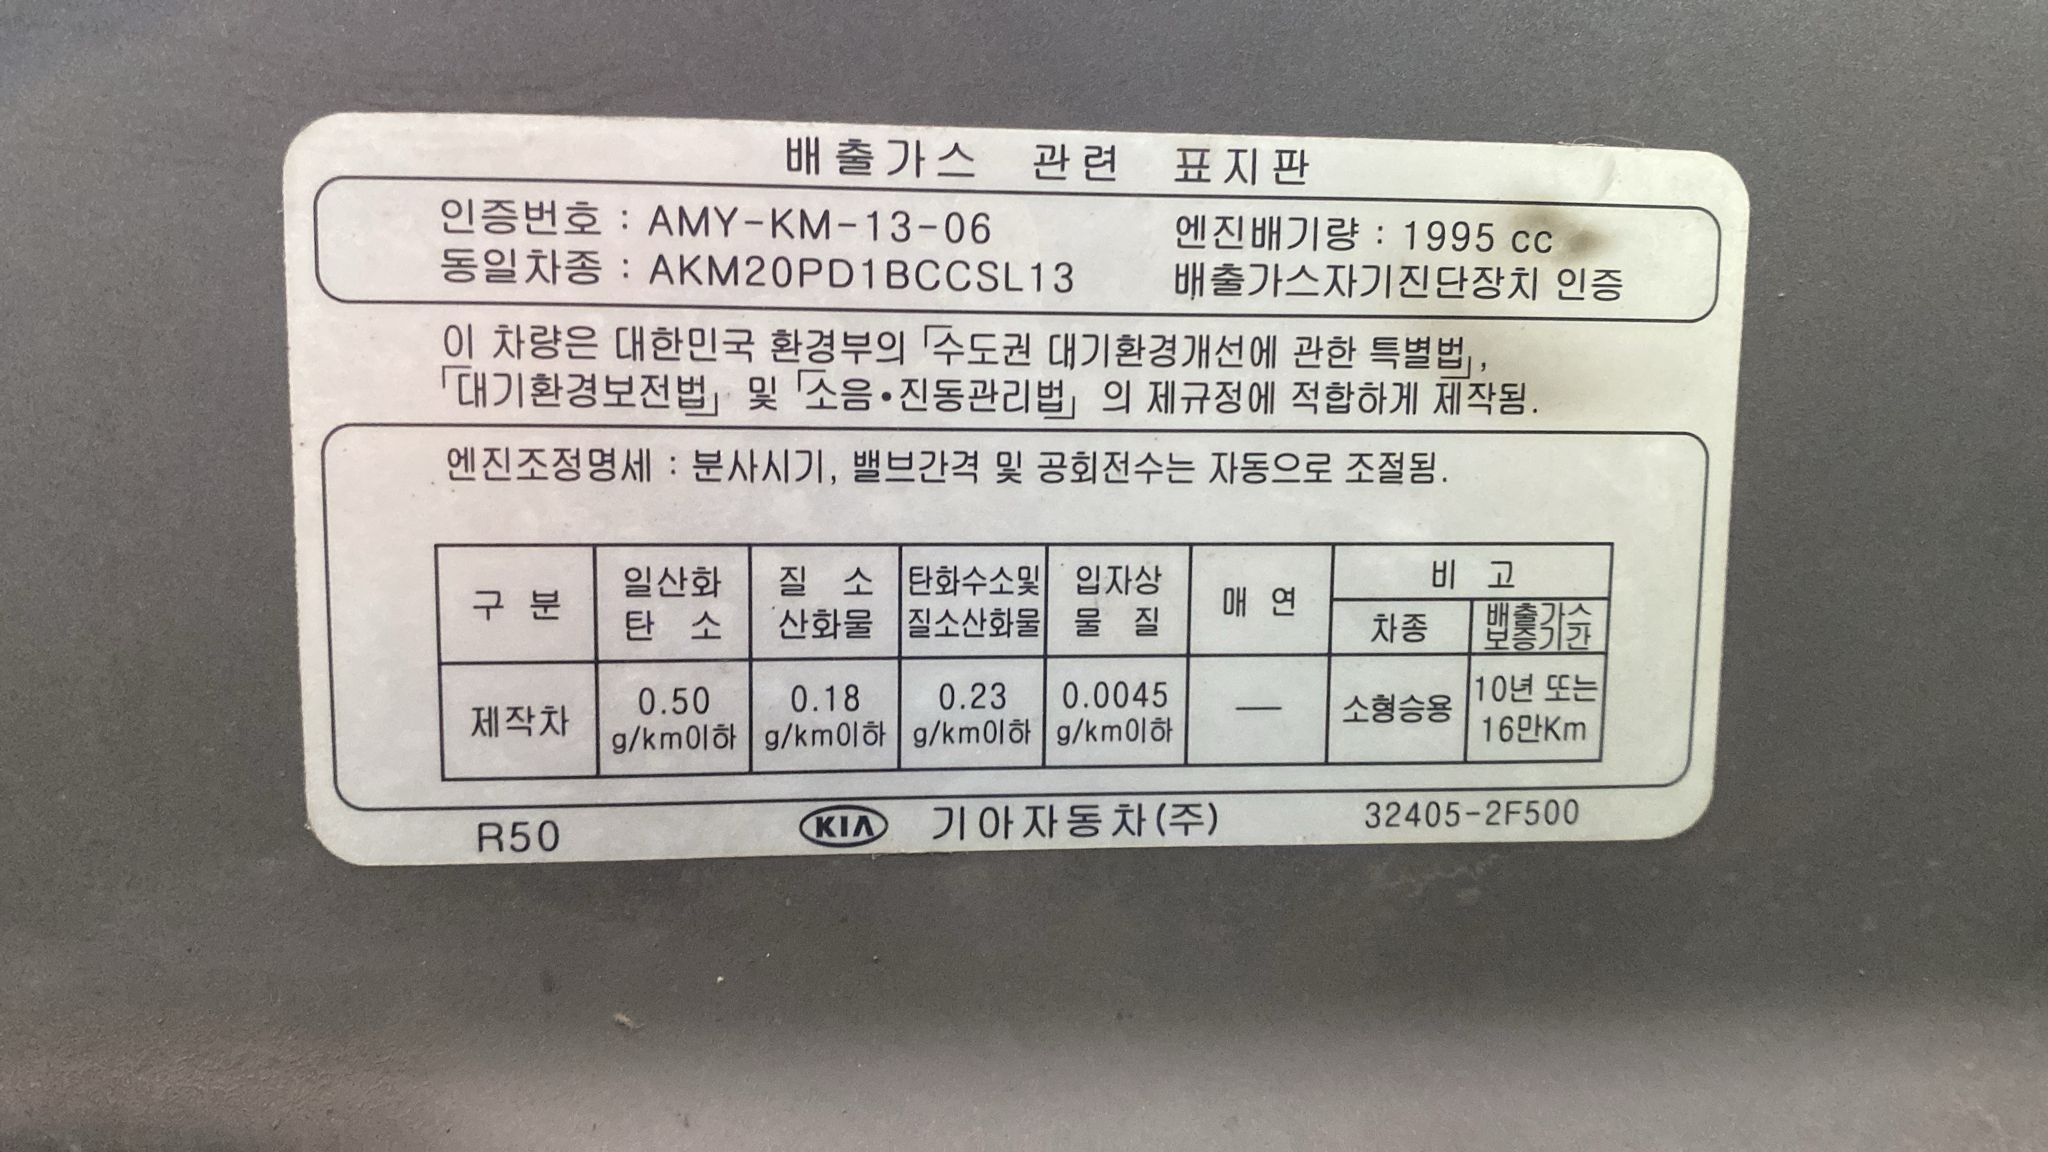 배출가스 관련 표지판
인증번호 : AMY-KM-13-06 엔진배기량 : 1995 cc
동일차종 : AKM20PD1BCCSL13 배출가스자기진단장치 인증
이 차량은 대한민국 환경부의 「수도권 대기환경개선에 관한 특별법」,
「대기환경보전법」 및 「소음•진동관리법」 의 제규정에 적합하게 제작됨.
엔진조정명세 : 분사시기, 밸브간격 및 공회전수는 자동으로 조절됨.
구 분 일산화 탄 소 질 소 산화물 탄화수소및 질소산화물 입자상 물 질 매 연 비 고
차종 배출가스 보증기간
제작차 0.50 g/km이하 0.18 g/km이하 0.23 g/km이하 0.0045 g/km이하 — 소형승용 10년 또는 16만Km
R50 KIA 기아자동차(주) 32405-2F500